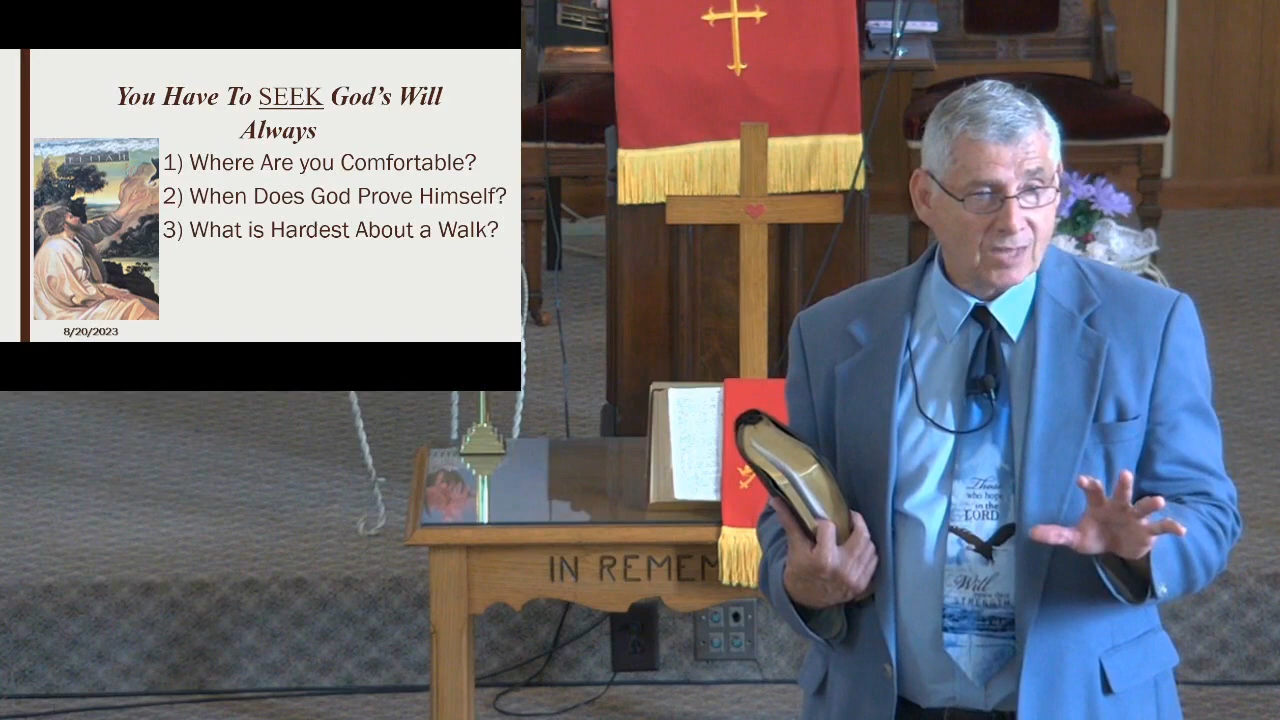 You Have To SEEK God's Will
Always
1) Where Are you Comfortable?
2) When Does God Prove Himself?
3) What is Hardest About a Walk?
8/20/2023
IN REMEM
Those
who hope
in the
LORD
Will
STRENGTH